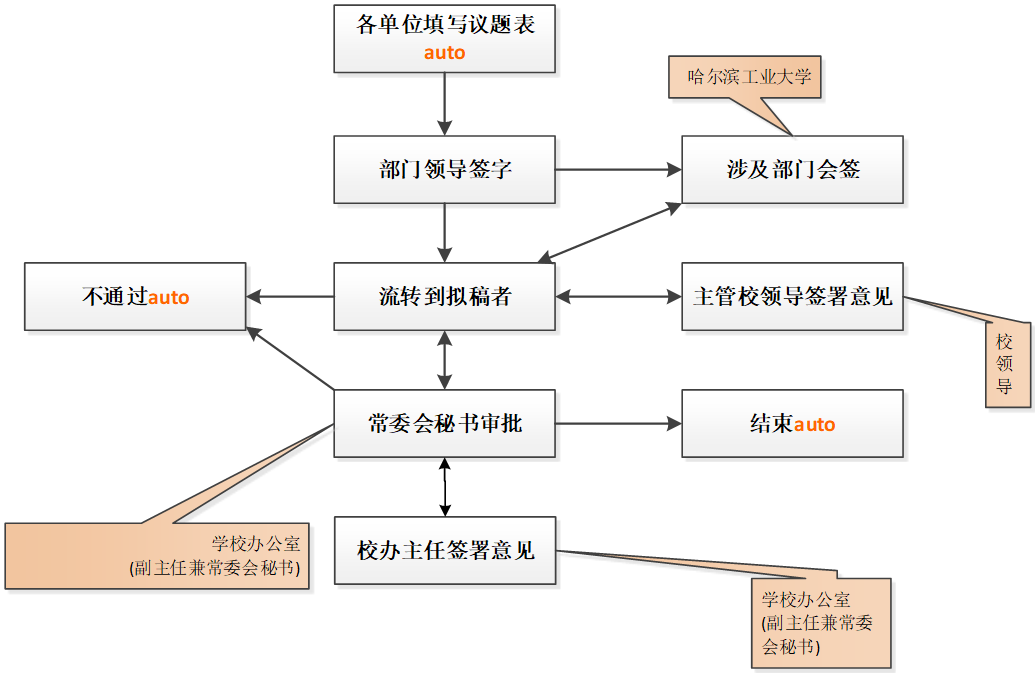 各单位填写议题表
auto
哈尔滨工业大学
部门领导签字
涉及部门会签
不通过auto
流转到拟稿者
主管校领导签署意见
校
领
导
常委会秘书审批
结束auto
学校办公室
(副主任兼常委会秘书)
校办主任签署意见
学校办公室
(副主任兼常委
会秘书)